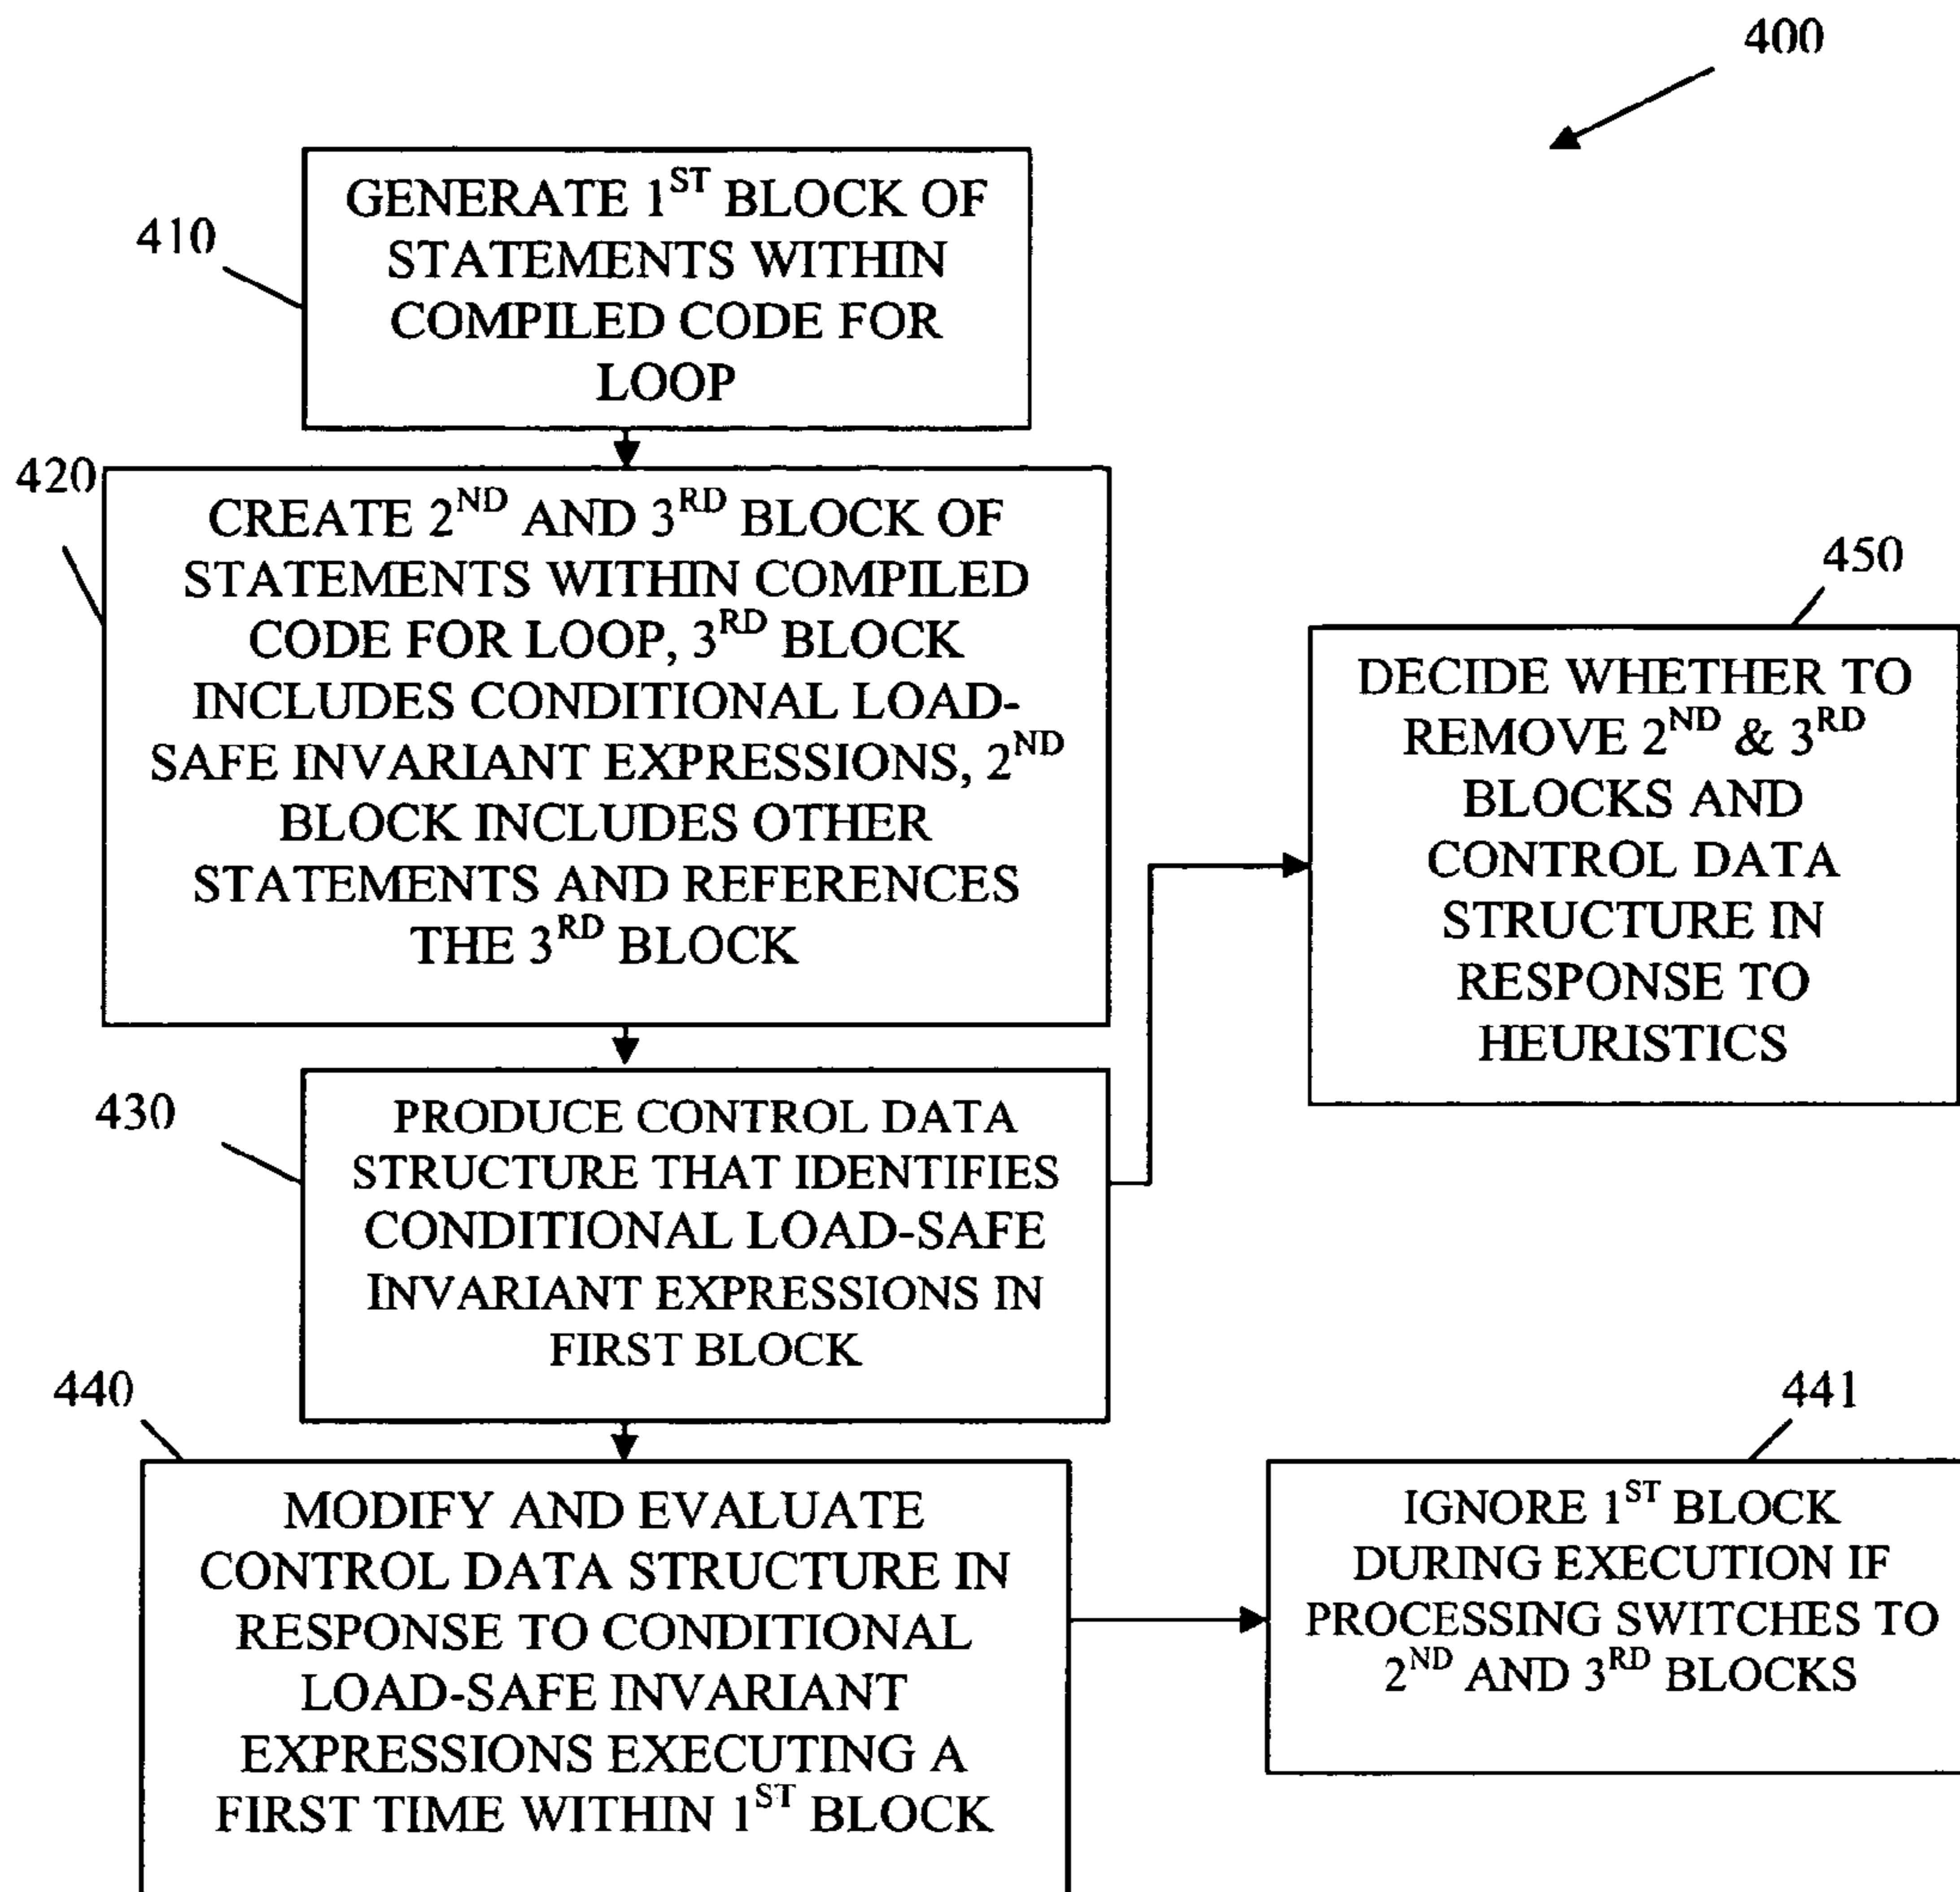 400
410
GENERATE 1ST BLOCK OF
STATEMENTS WITHIN
COMPILED CODE FOR
LOOP
420
CREATE 2ND AND 3RD BLOCK OF
STATEMENTS WITHIN COMPILED
CODE FOR LOOP, 3RD BLOCK
INCLUDES CONDITIONAL LOAD-
SAFE INVARIANT EXPRESSIONS, 2ND
BLOCK INCLUDES OTHER
STATEMENTS AND REFERENCES
THE 3RD BLOCK
450
DECIDE WHETHER TO
REMOVE 2ND & 3RD
BLOCKS AND
CONTROL DATA
STRUCTURE IN
RESPONSE TO
HEURISTICS
430
PRODUCE CONTROL DATA
STRUCTURE THAT IDENTIFIES
CONDITIONAL LOAD-SAFE
INVARIANT EXPRESSIONS IN
FIRST BLOCK
440
MODIFY AND EVALUATE
CONTROL DATA STRUCTURE IN
RESPONSE TO CONDITIONAL
LOAD-SAFE INVARIANT
EXPRESSIONS EXECUTING A
FIRST TIME WITHIN 1ST BLOCK
441
IGNORE 1ST BLOCK
DURING EXECUTION IF
PROCESSING SWITCHES TO
2ND AND 3RD BLOCKS